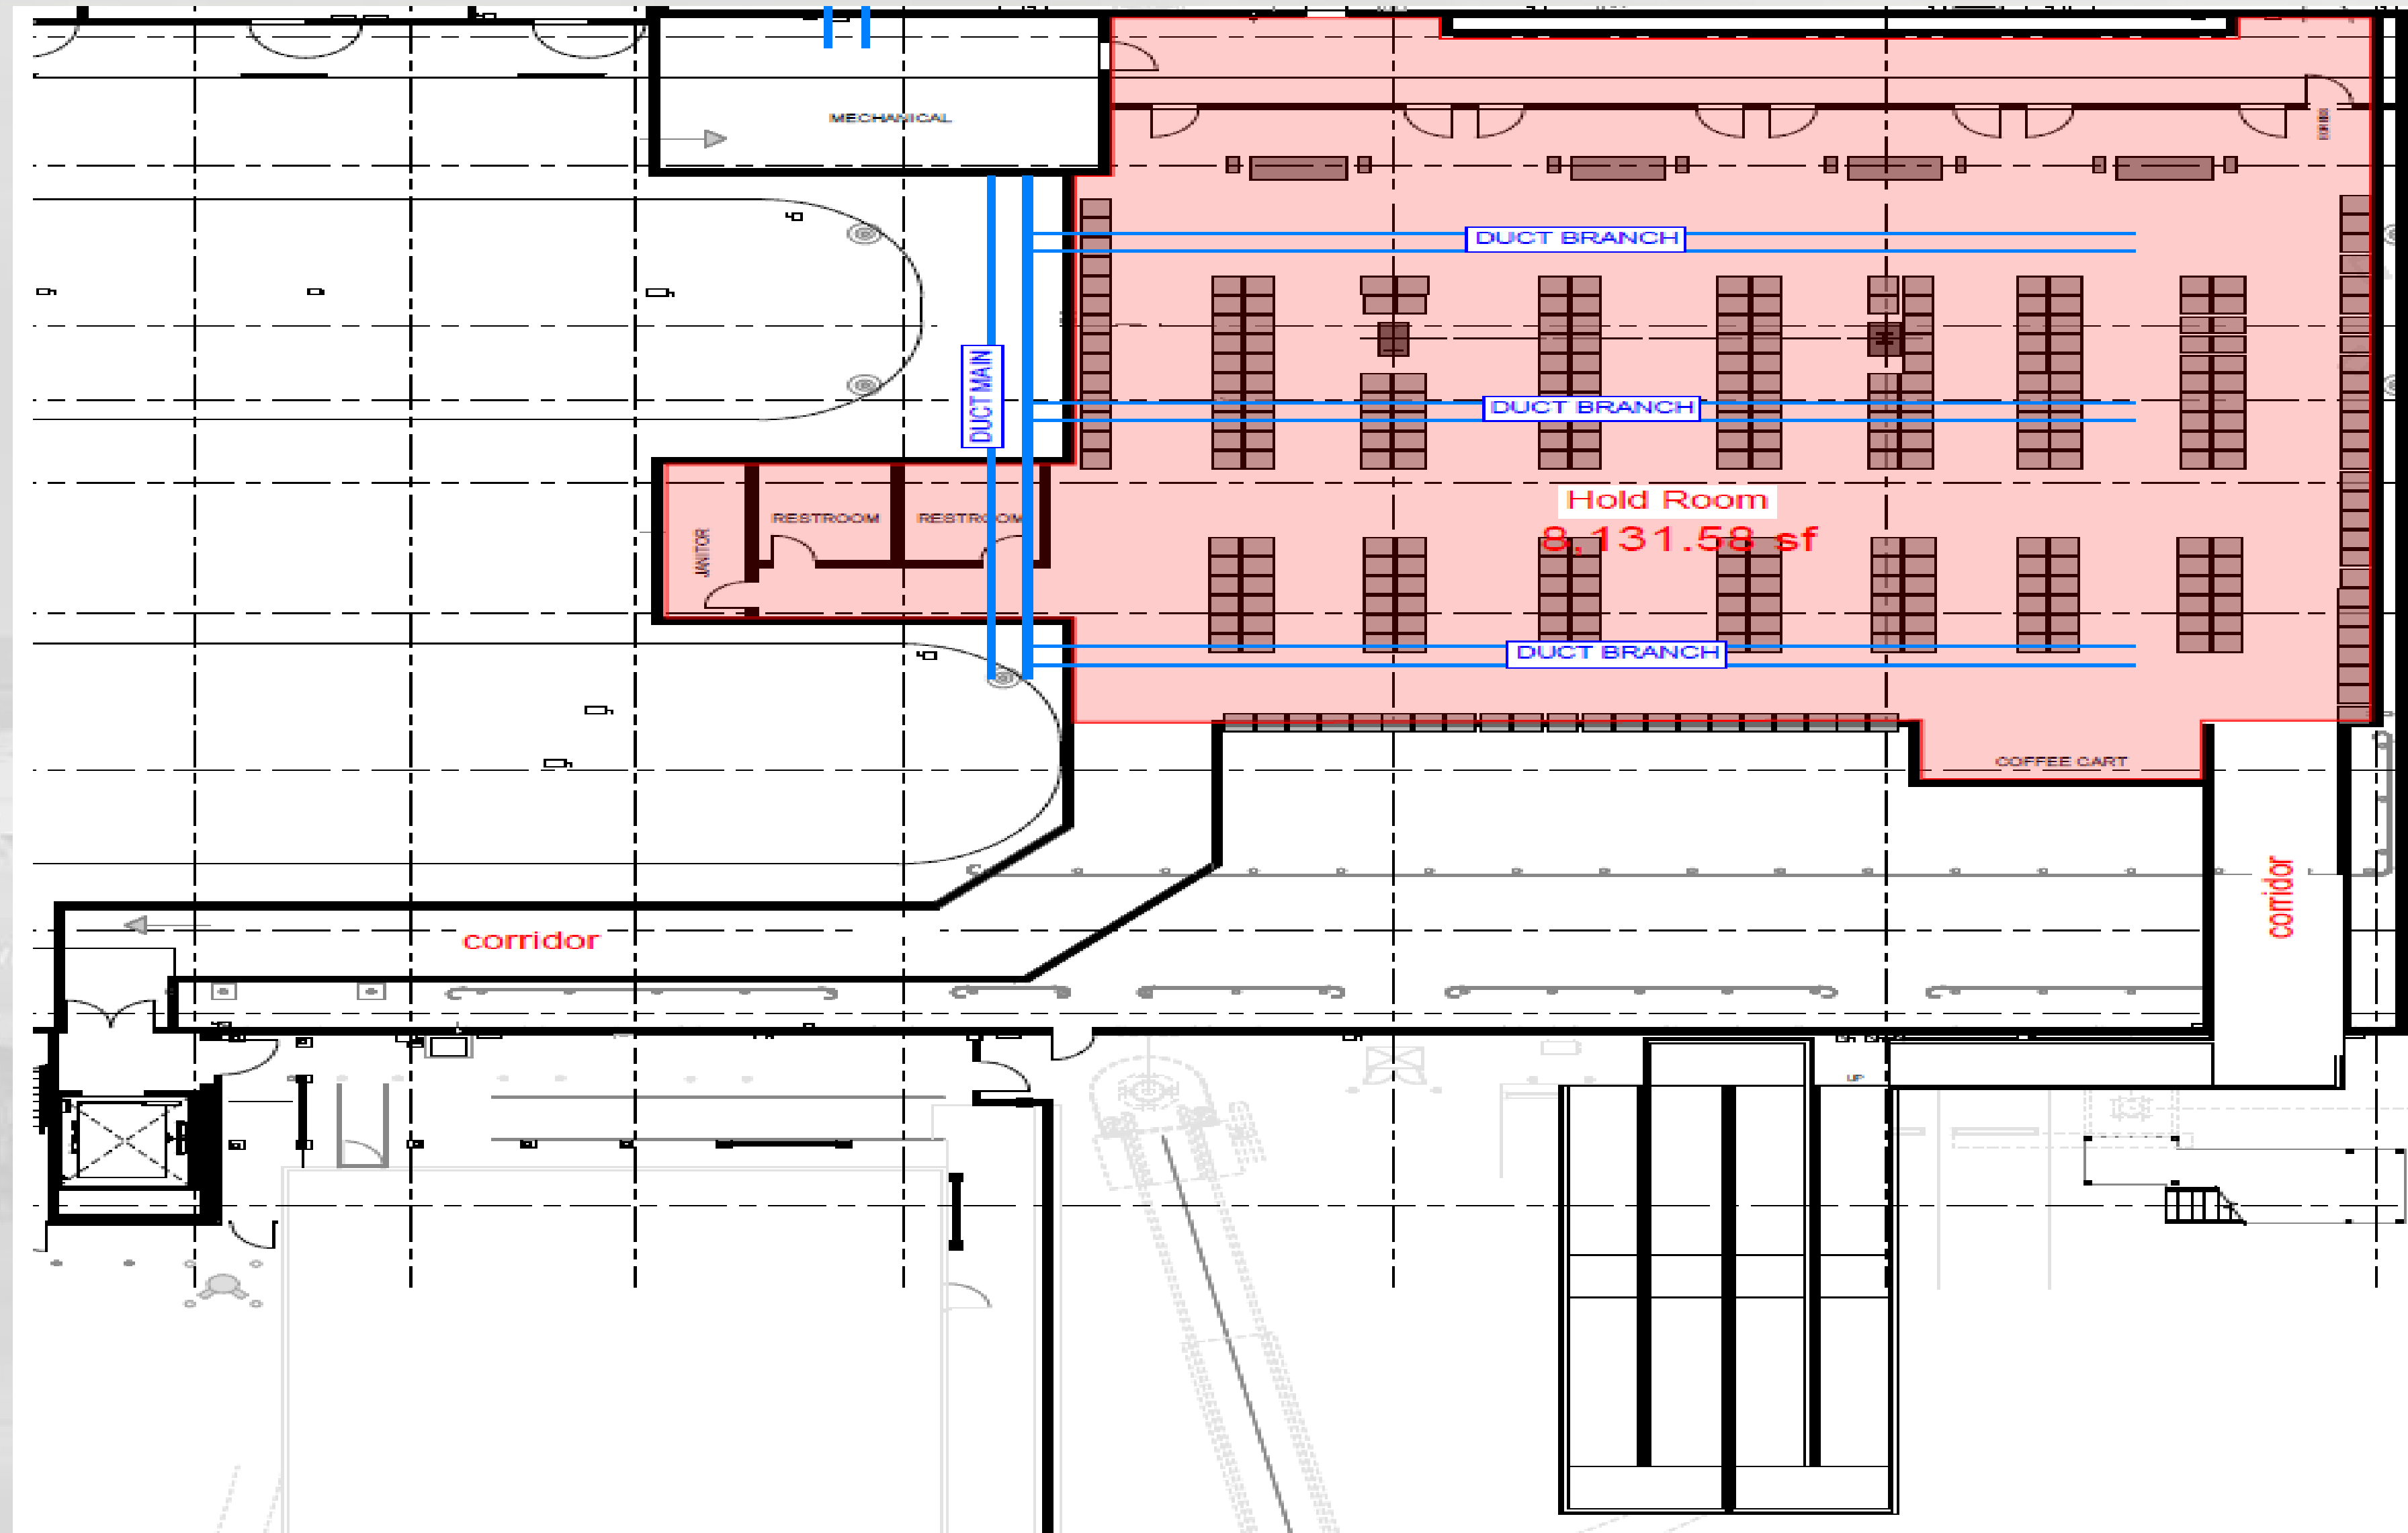 MECHANICAL
DUCT BRANCH
DUCT MAIN
DUCT BRANCH
Hold Room
8,131.58 sf
RESTROOM
RESTROOM
JANITOR
DUCT BRANCH
COFFEE CART
corridor
corridor
UP